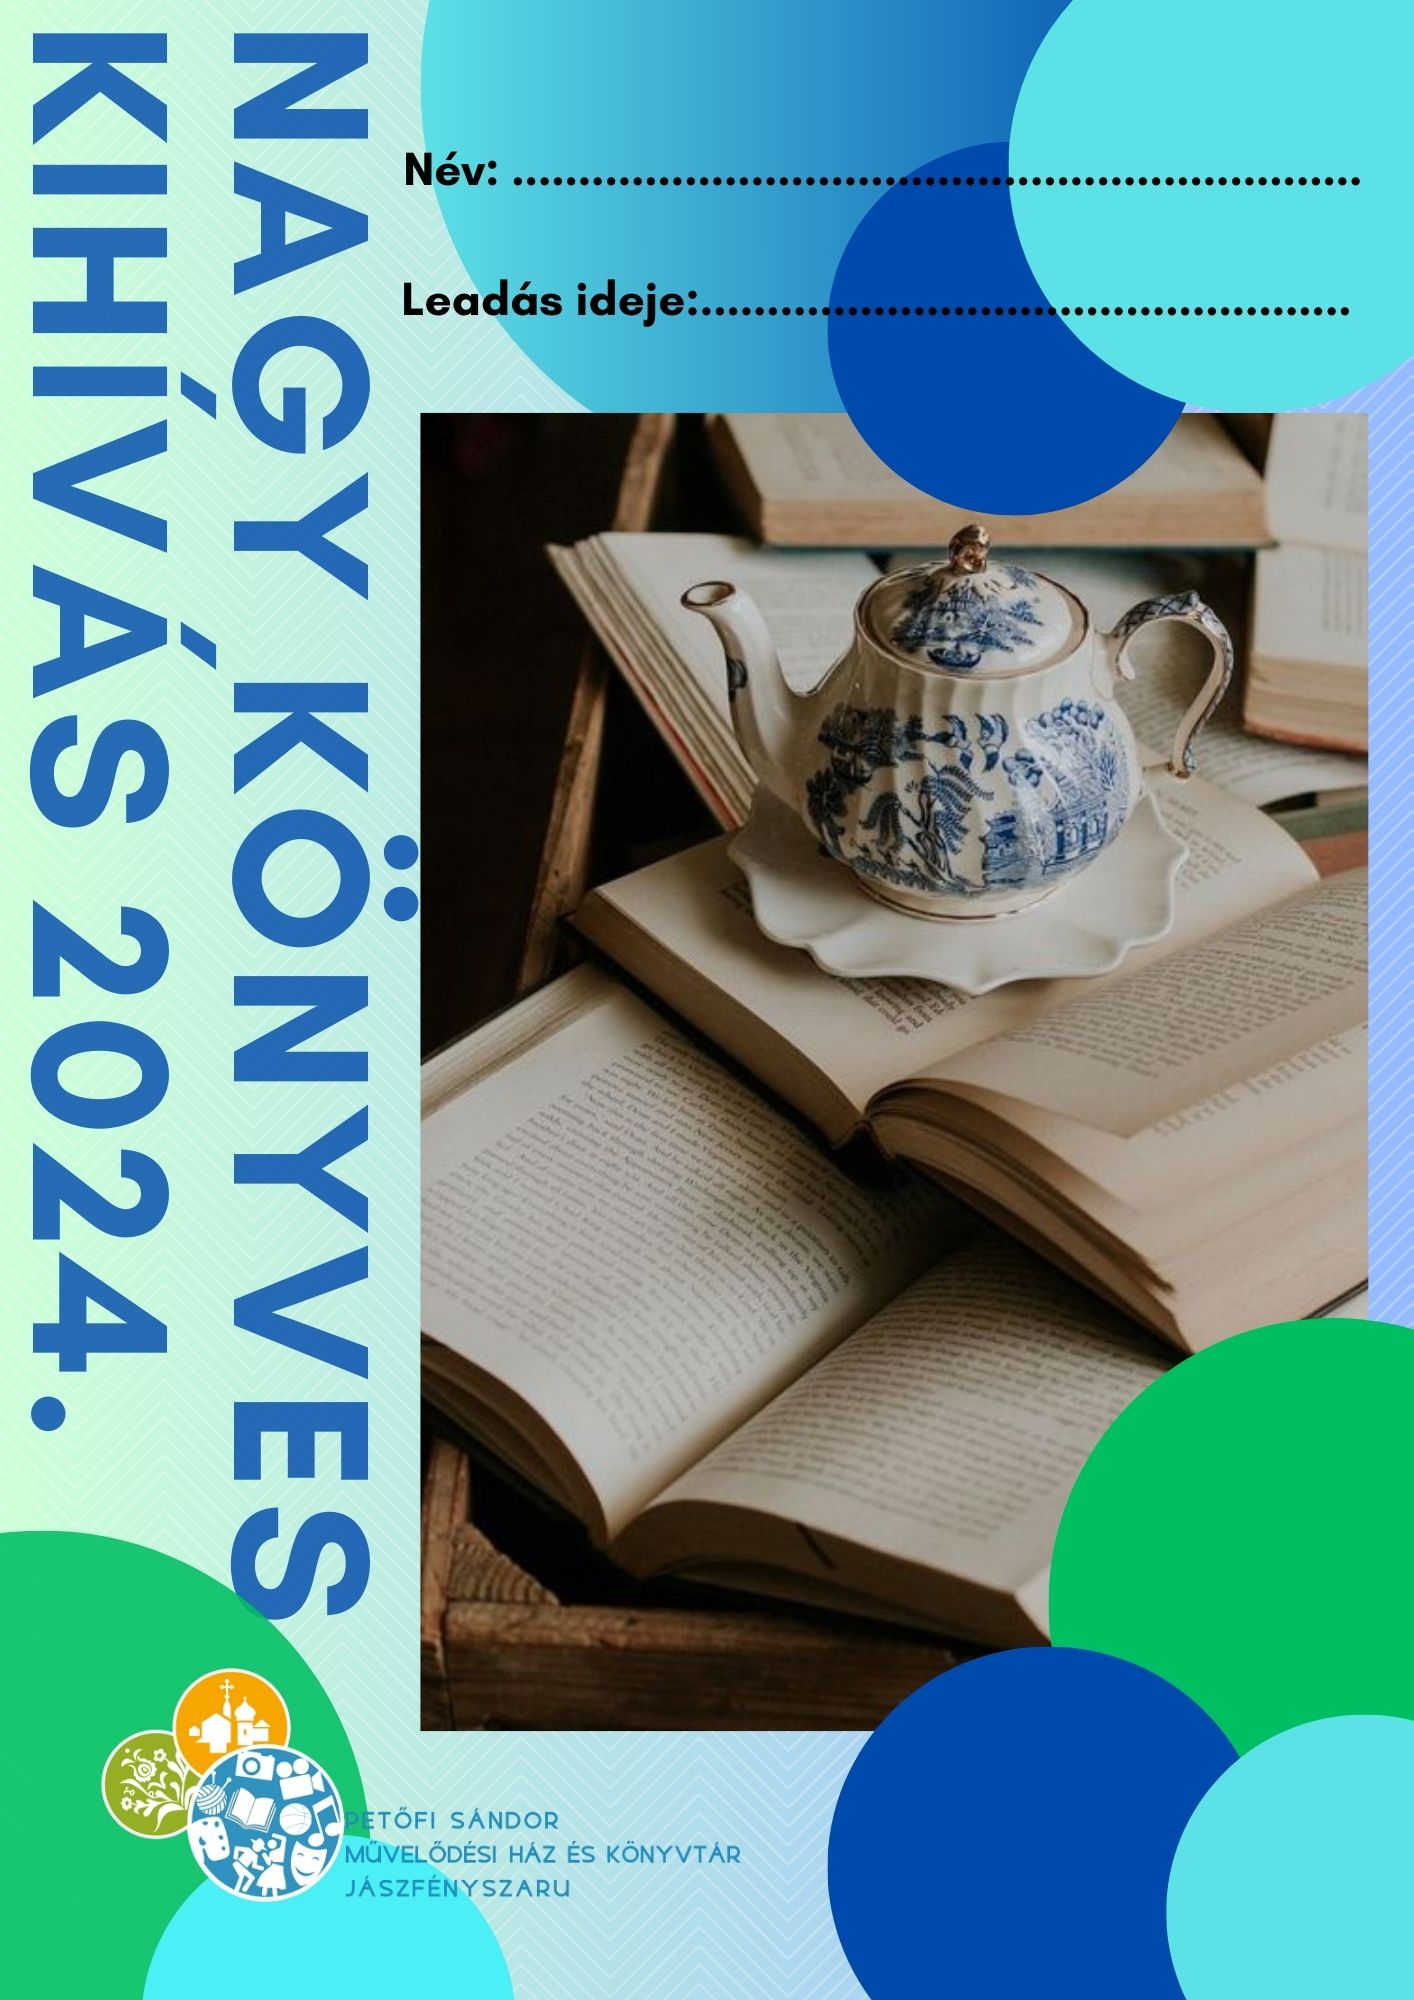 NAGY KÖNYVES
KIHÍVÁS 2024.
Név: ................................................................
Leadás ideje:.................................................
PETŐFI SÁNDOR
MŰVELŐDÉSI HÁZ ÉS KÖNYVTÁR
JÁSZFÉNYSZARU